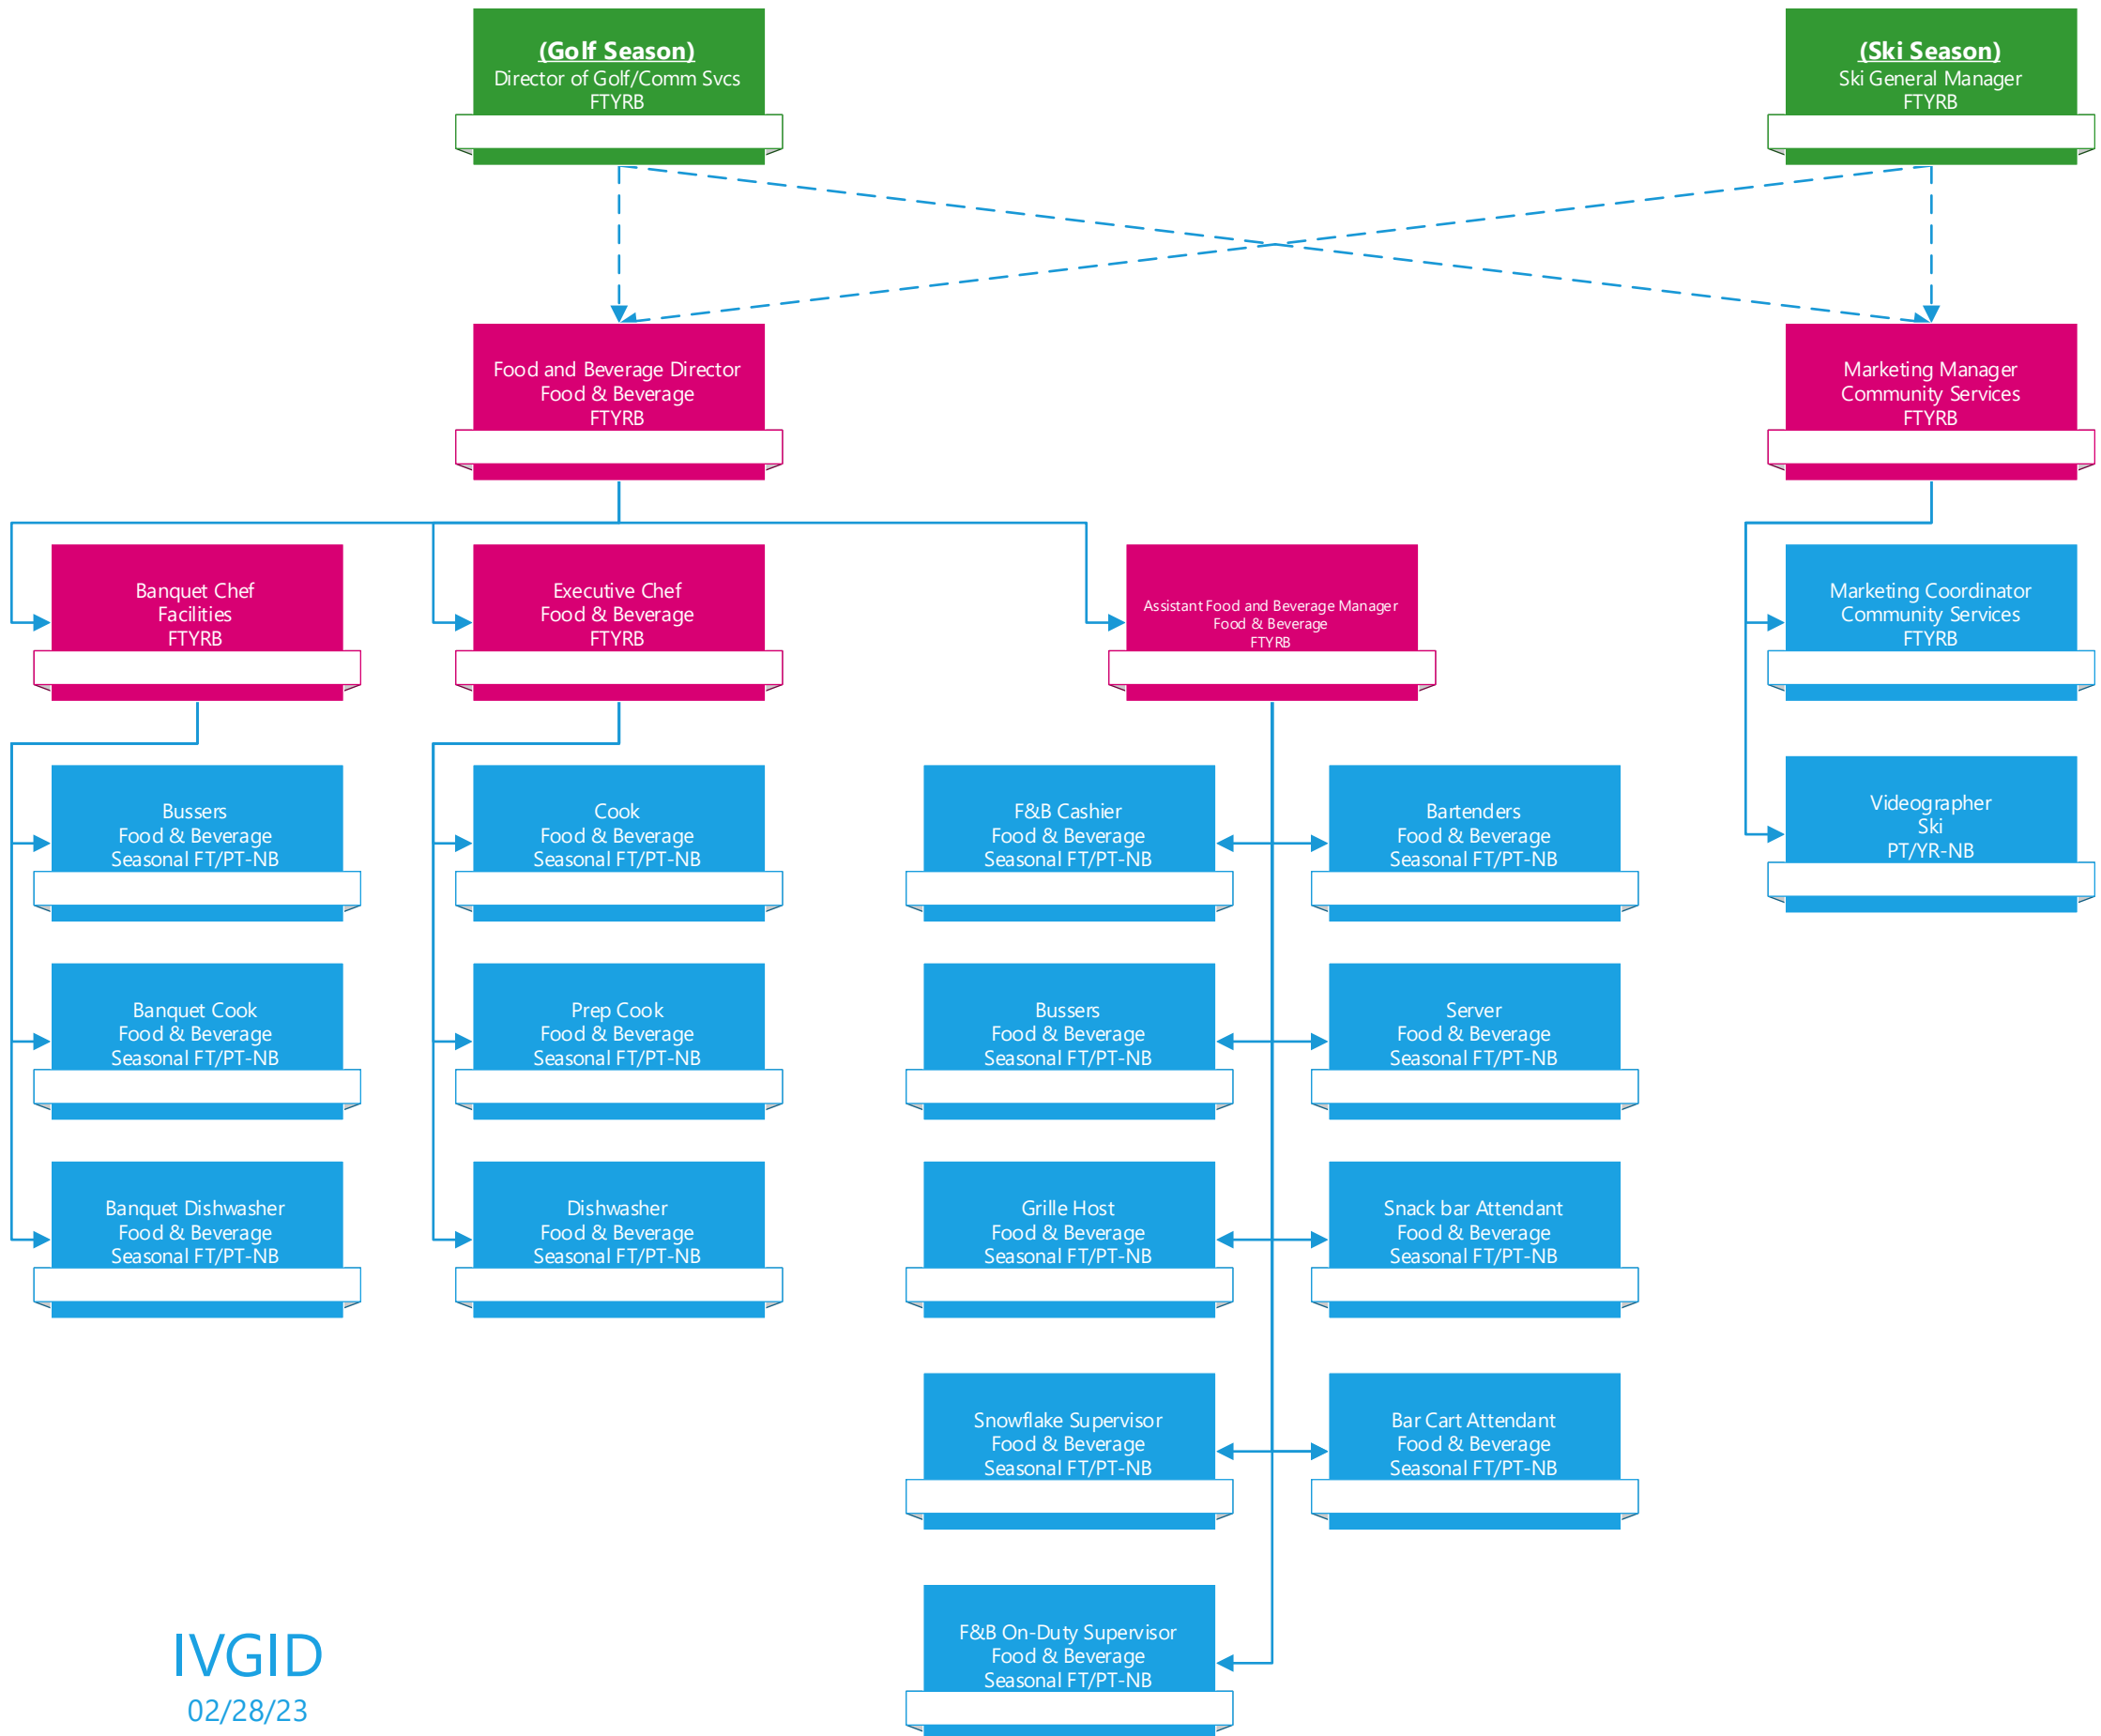 (Golf Season)
Director of Golf/Comm Svcs
FTYRB
(Ski Season)
Ski General Manager
FTYRB
Food and Beverage Director
Food & Beverage
FTYRB
Marketing Manager
Community Services
FTYRB
Banquet Chef
Facilities
FTYRB
Executive Chef
Food & Beverage
FTYRB
Assistant Food and Beverage Manager
Food & Beverage
FTYRB
Marketing Coordinator
Community Services
FTYRB
Bussers
Food & Beverage
Seasonal FT/PT-NB
Cook
Food & Beverage
Seasonal FT/PT-NB
F&B Cashier
Food & Beverage
Seasonal FT/PT-NB
Bartenders
Food & Beverage
Seasonal FT/PT-NB
Videographer
Ski
PT/YR-NB
Banquet Cook
Food & Beverage
Seasonal FT/PT-NB
Prep Cook
Food & Beverage
Seasonal FT/PT-NB
Bussers
Food & Beverage
Seasonal FT/PT-NB
Server
Food & Beverage
Seasonal FT/PT-NB
Banquet Dishwasher
Food & Beverage
Seasonal FT/PT-NB
Dishwasher
Food & Beverage
Seasonal FT/PT-NB
Grille Host
Food & Beverage
Seasonal FT/PT-NB
Snack bar Attendant
Food & Beverage
Seasonal FT/PT-NB
Snowflake Supervisor
Food & Beverage
Seasonal FT/PT-NB
Bar Cart Attendant
Food & Beverage
Seasonal FT/PT-NB
F&B On-Duty Supervisor
Food & Beverage
Seasonal FT/PT-NB
IVGID
02/28/23